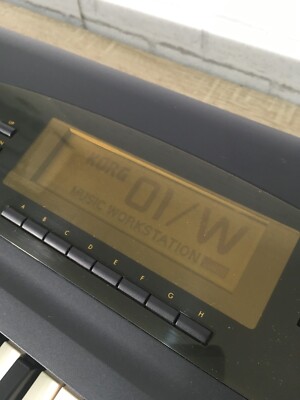 KORG
01/W
MUSIC WORKSTATION
A B C D E F G H